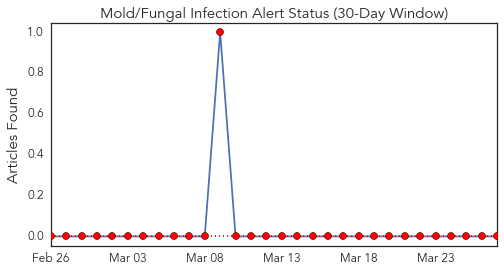 Mold/Fungal Infection Alert Status (30-Day Window)
Articles Found
1.0
0.8
0.6
0.4
0.2
0.0
Feb 26 Mar 03 Mar 08 Mar 13 Mar 18 Mar 23